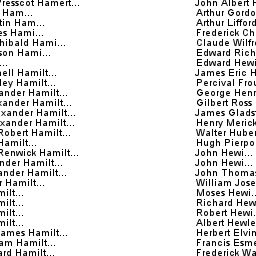 Presscot Hamert... John Albert H
Ham... Arthur Gordo
tin Ham... Arthur Lifford
es Hami... Frederick Ch
hibald Hami... Claude Wilfre
son Hami... Edward Rich
... Edward Hewi
nell Hamilt... James Eric H
ley Hamilt... Percival Frou
ander Hamilt... George Henr
xander Hamilt... Gilbert Ross
exander Hamilt... James Gladst
xander Hamilt... Henry Merick
Robert Hamilt... Walter Huber
Hamilt... Hugh Pierpo
Renwick Hamilt... John Hewi...
nder Hamilt... John Hewi...
ander Hamilt... John Thomas
r Hamilt... William Jose
milt... Moses Hewi...
milt... Richard Hew
milt... Robert Hewi.
milt... Albert Hewle
ames Hamilt... Herbert Elvin
am Hamilt... Francis Esme
ard Hamilt... Frederick Wa